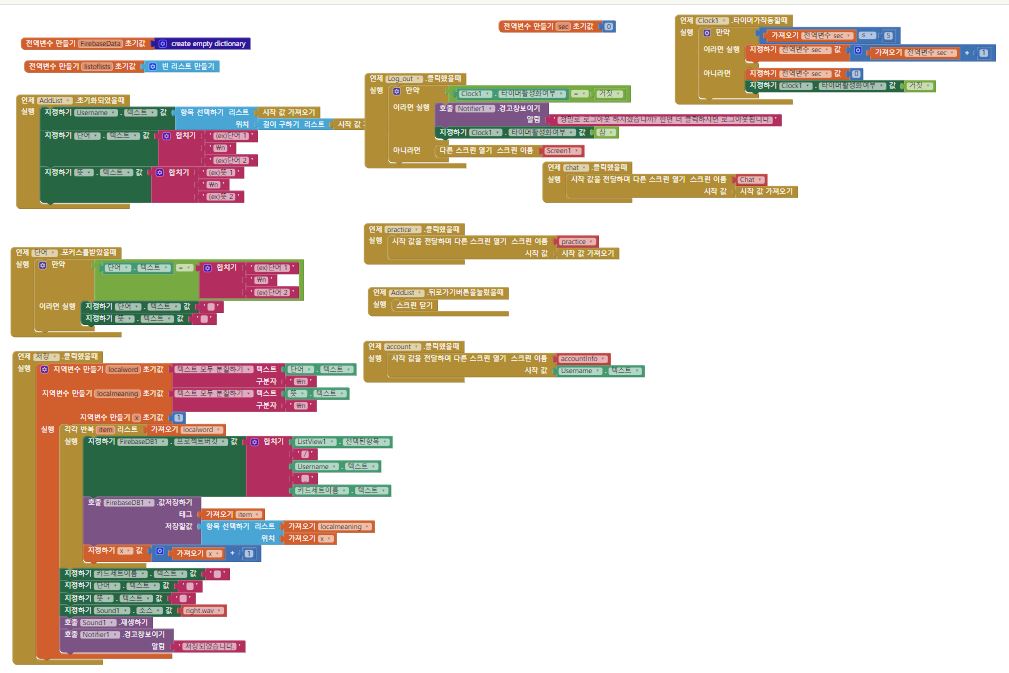 전역변수 만들기 FirebaseData 초기값 create empty dictionary
전역변수 만들기 listoflists 초기값 빈 리스트 만들기
언제 AddList .초기화되었을때
실행 지정하기 Username . 텍스트 값 항목 선택하기 리스트 시작 값 가져오기
위치 길이 구하기 리스트 시작 값
지정하기 단어 . 텍스트 값 합치기 (ex)단어 1
\n
(ex)단어 2
지정하기 뜻 . 텍스트 값 합치기 (ex)뜻 1
\n
(ex)뜻 2
언제 단어 .포커스를받았을때
실행 만약 단어 . 텍스트 = 합치기 (ex)단어 1
\n
(ex)단어 2
이라면 실행 지정하기 단어 . 텍스트 값
지정하기 뜻 . 텍스트 값
언제 저장 .클릭했을때
실행 지역변수 만들기 localword 초기값 텍스트 모두 분할하기 텍스트 단어 . 텍스트
구분자 \n
지역변수 만들기 localmeaning 초기값 텍스트 모두 분할하기 텍스트 뜻 . 텍스트
구분자 \n
지역변수 만들기 x 초기값 1
실행 각각 반복 item 리스트 가져오기 localword
실행 지정하기 FirebaseDB1 . 프로젝트버킷 값 합치기 ListView1 . 선택된항목
/
Username . 텍스트
카드세트이름 . 텍스트
호출 FirebaseDB1 .값저장하기
태그 가져오기 item
저장할값 항목 선택하기 리스트 가져오기 localmeaning
위치 가져오기 x
지정하기 x 값 가져오기 x + 1
지정하기 카드세트이름 . 텍스트 값
지정하기 단어 . 텍스트 값
지정하기 뜻 . 텍스트 값
지정하기 Sound1 . 소스 값 right.wav
호출 Sound1 .재생하기
호출 Notifier1 .경고창보이기
알림 저장되었습니다.
전역변수 만들기 sec 초기값 0
언제 Log_out .클릭했을때
실행 만약 Clock1 . 타이머활성화여부 = 거짓
이라면 실행 호출 Notifier1 .경고창보이기
알림 정말로 로그아웃 하시겠습니까? 한번 더 클릭하시면 로그아웃됩니다
지정하기 Clock1 . 타이머활성화여부 값 참
아니라면 다른 스크린 열기 스크린 이름 Screen1
언제 Clock1 .타이머가작동할때
실행 만약 가져오기 전역변수 sec ≤ 5
이라면 실행 지정하기 전역변수 sec 값 가져오기 전역변수 sec + 1
아니라면 지정하기 전역변수 sec 값 0
지정하기 Clock1 . 타이머활성화여부 값 거짓
언제 chat .클릭했을때
실행 시작 값을 전달하며 다른 스크린 열기 스크린 이름 Chat
시작 값 시작 값 가져오기
언제 practice .클릭했을때
실행 시작 값을 전달하며 다른 스크린 열기 스크린 이름 practice
시작 값 시작 값 가져오기
언제 AddList .뒤로가기버튼을눌렀을때
실행 스크린 닫기
언제 account .클릭했을때
실행 시작 값을 전달하며 다른 스크린 열기 스크린 이름 accountInfo
시작 값 Username . 텍스트